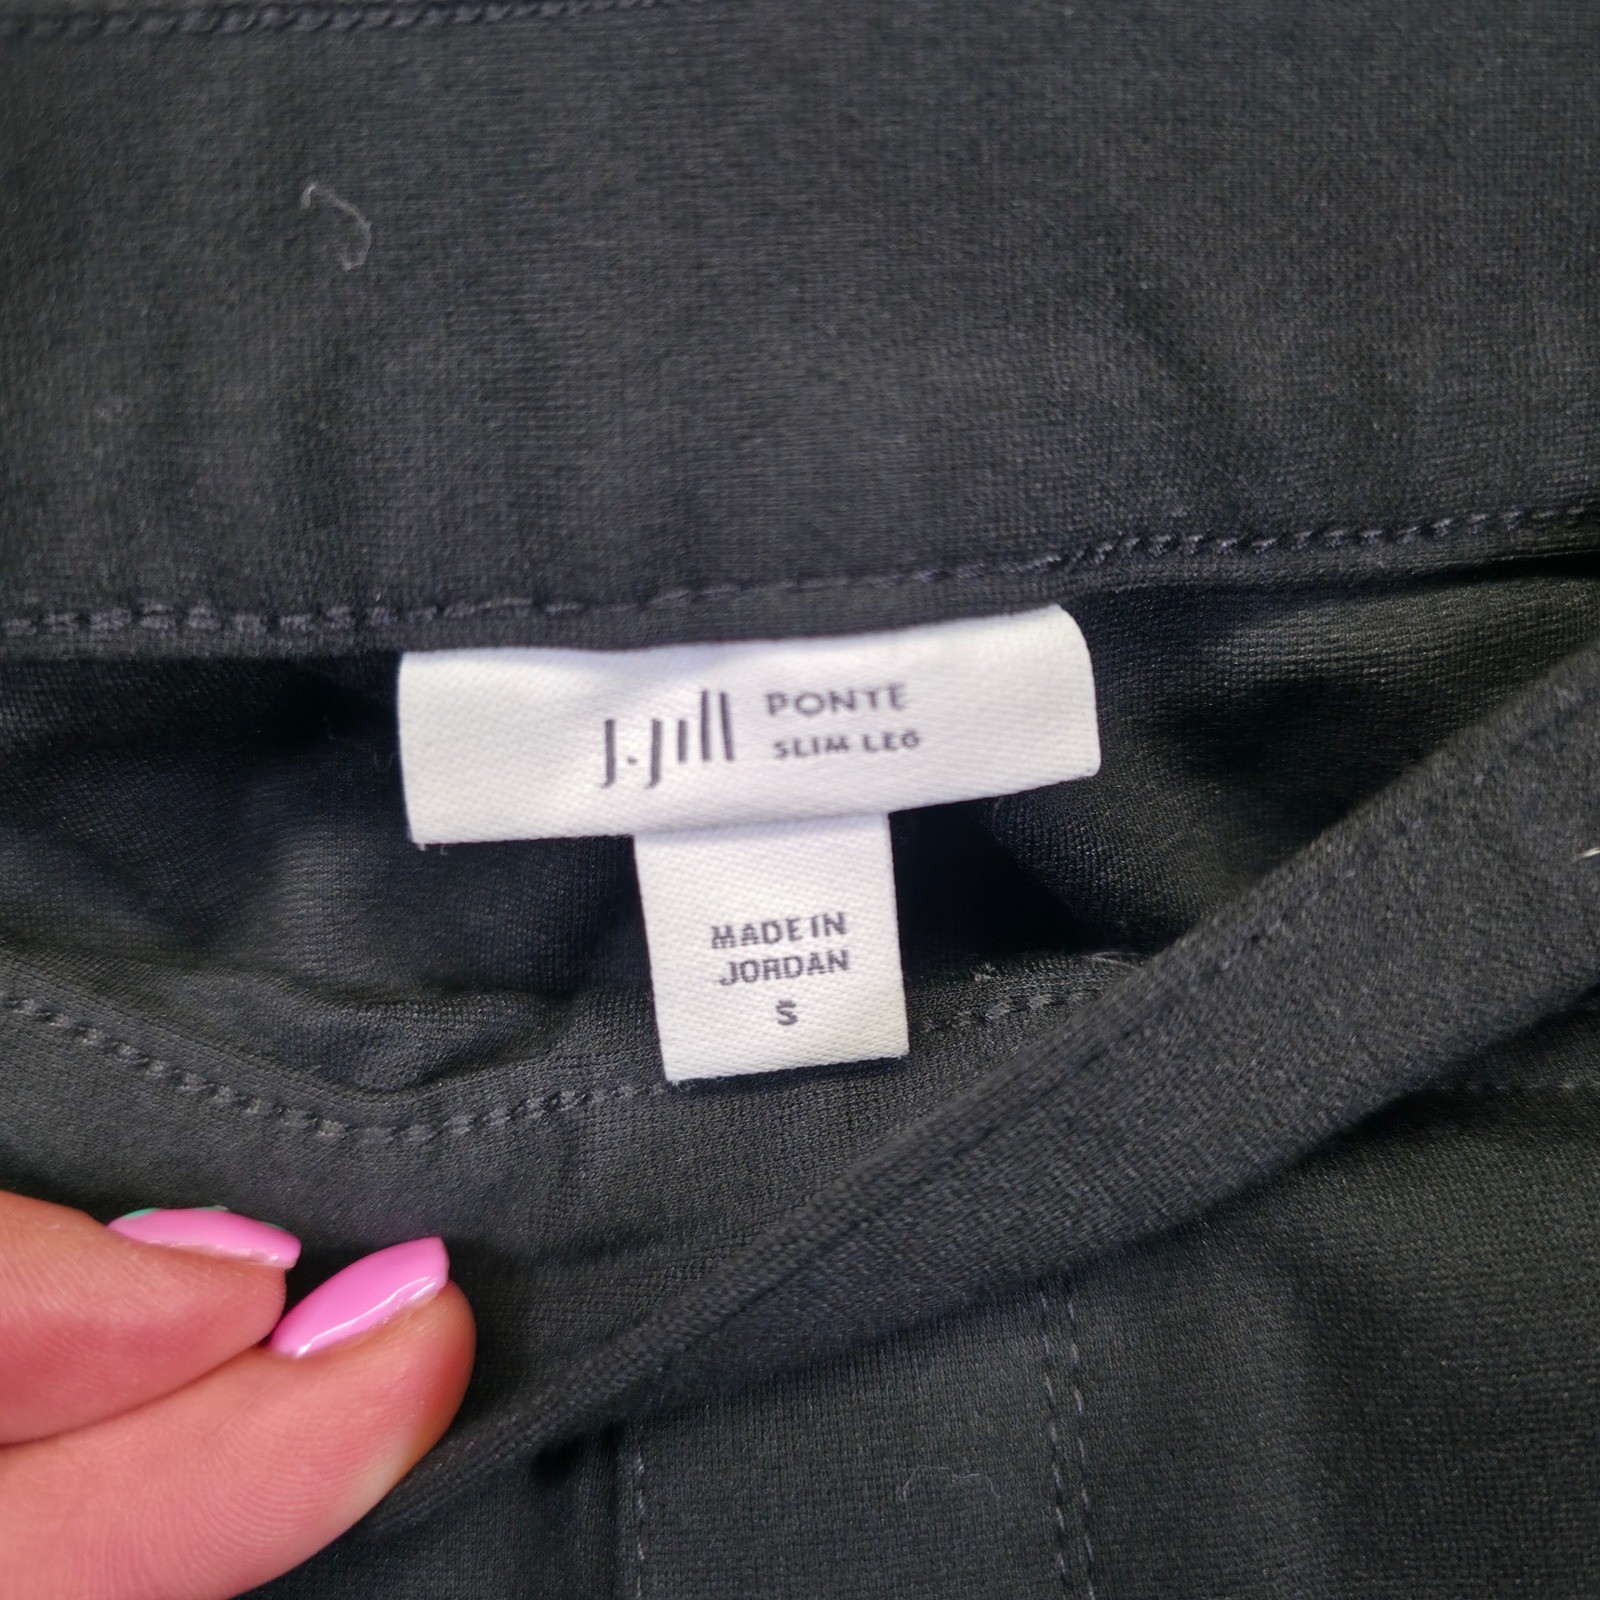 J.Jill PONTE
SLIM LEG
MADE IN
JORDAN
S